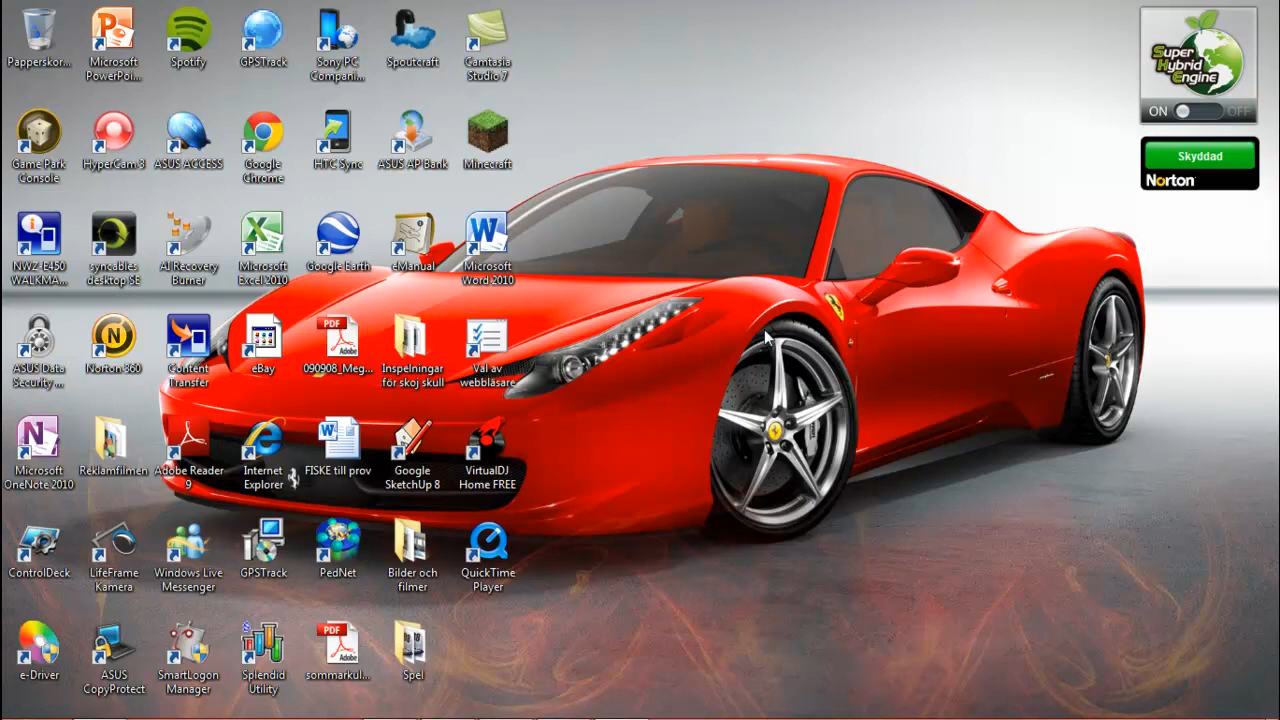 Papperskor...
Microsoft
PowerPoi...
Spotify
GPSTrack
Sony PC
Compani...
Spoutcraft
Camtasia
Studio 7
Super
Hybrid
Engine
ON
OFF
Game Park
Console
HyperCam 3
ASUS ACCESS
Google
Chrome
HTC Sync
ASUS AP Bank
Minecraft
Skyddad
Norton
NWZ-E450
WALKMA...
syncables
desktop SE
AI Recovery
Burner
Microsoft
Excel 2010
Google Earth
eManual
Microsoft
Word 2010
ASUS Data
Security ...
Norton 360
Content
Transfer
eBay
PDF
Adobe
090908_Meg...
Inspelningar
för skoj skull
Val av
webbläsare
Microsoft
OneNote 2010
Reklamfilmen
Adobe Reader
9
Internet
Explorer
FISKE till prov
Google
SketchUp 8
VirtualDJ
Home FREE
ControlDeck
LifeFrame
Kamera
Windows Live
Messenger
GPSTrack
PedNet
Bilder och
filmer
QuickTime
Player
e-Driver
ASUS
CopyProtect
SmartLogon
Manager
Splendid
Utility
PDF
Adobe
sommarkul...
Spel